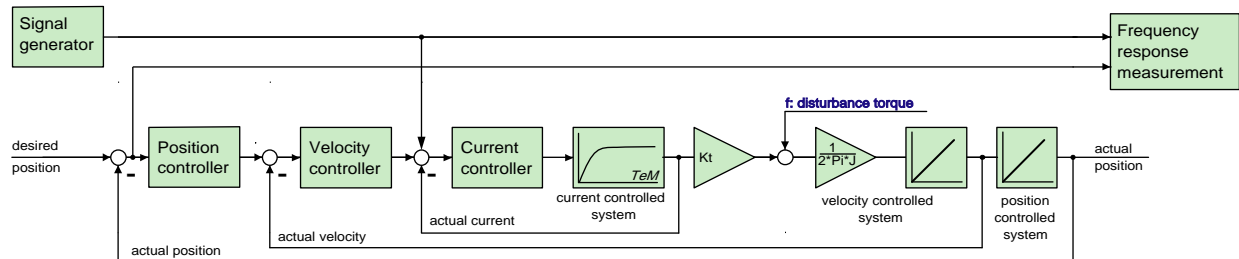 Signal
generator
Frequency
response
measurement
f: disturbance torque
desired
position
Position
controller
Velocity
controller
Current
controller
TeM
current controlled
system
Kt
1
2*Pi*J
velocity controlled
system
position
controlled
system
actual
position
-
-
-
actual current
actual velocity
actual position